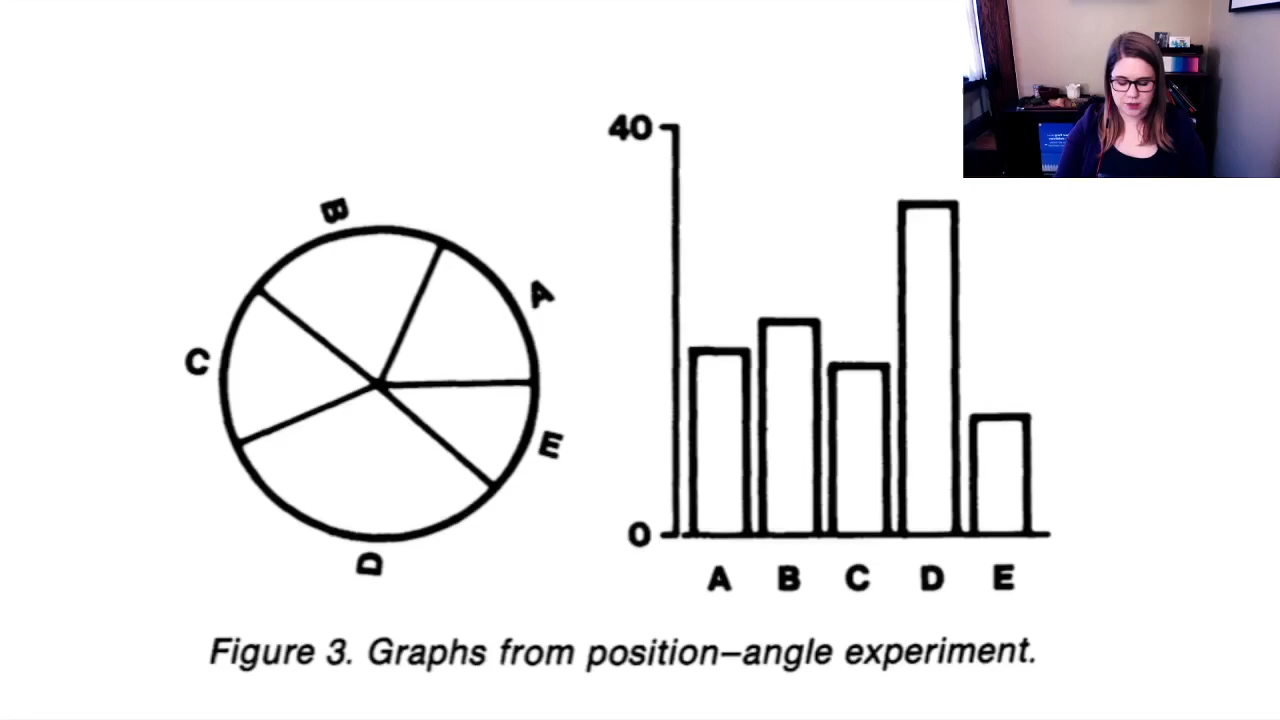 B
A
C
E
D
40
0
A B C D E
Figure 3. Graphs from position–angle experiment.